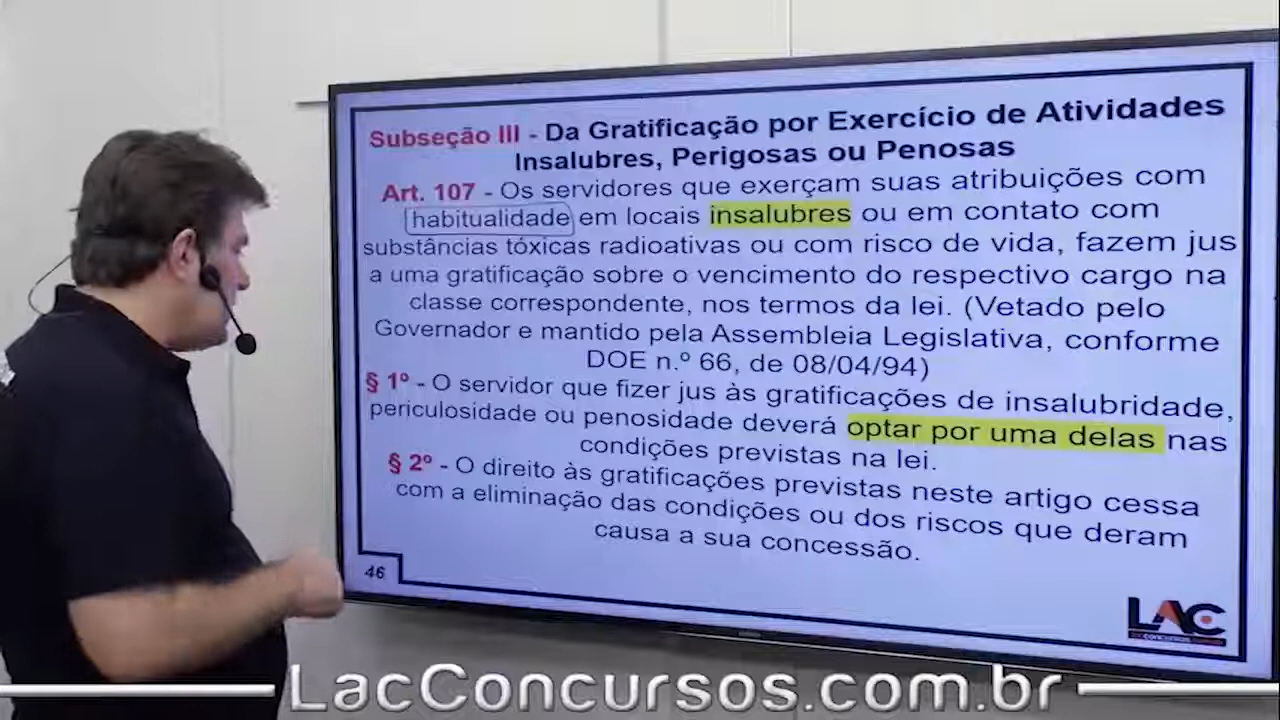 Subseção III - Da Gratificação por Exercício de Atividades
Insalubres, Perigosas ou Penosas
Art. 107 - Os servidores que exerçam suas atribuições com
habitualidade em locais insalubres ou em contato com
substâncias tóxicas radioativas ou com risco de vida, fazem jus
a uma gratificação sobre o vencimento do respectivo cargo na
classe correspondente, nos termos da lei. (Vetado pelo
Governador e mantido pela Assembleia Legislativa, conforme
DOE n.º 66, de 08/04/94)
§ 1º - O servidor que fizer jus às gratificações de insalubridade,
periculosidade ou penosidade deverá optar por uma delas nas
condições previstas na lei.
§ 2º - O direito às gratificações previstas neste artigo cessa
com a eliminação das condições ou dos riscos que deram
causa a sua concessão.
46
LAC
LacConcursos.com.br